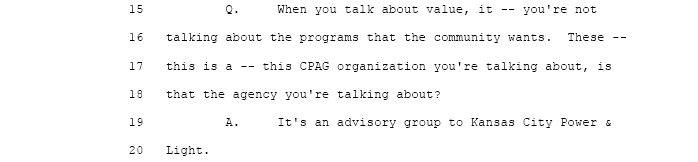 15 Q. When you talk about value, it -- you're not
16 talking about the programs that the community wants. These --
17 this is a -- this CPAG organization you're talking about, is
18 that the agency you're talking about?
19 A. It's an advisory group to Kansas City Power &
20 Light.